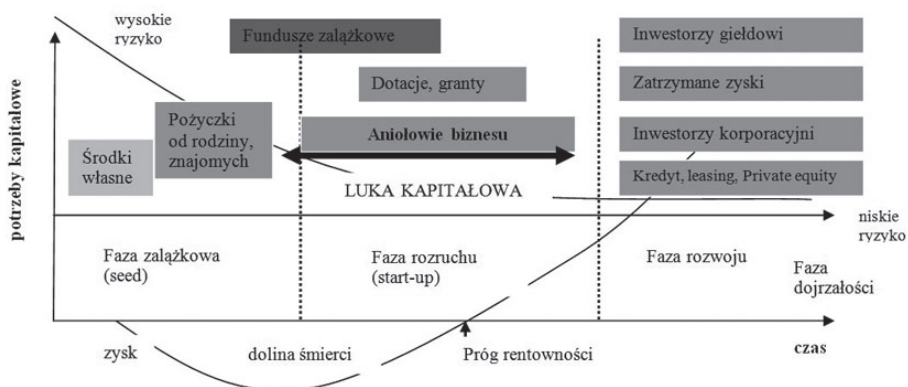 wysokie
ryzyko
Fundusze zalążkowe
Inwestorzy giełdowi
Dotacje, granty
Zatrzymane zyski
Pożyczki
od rodziny,
znajomych
Aniołowie biznesu
Inwestorzy korporacyjni
Środki
własne
LUKA KAPITAŁOWA
Kredyt, leasing, Private equity
potrzeby kapitałowe
niskie
ryzyko
Faza zalążkowa
(seed)
Faza rozruchu
(start-up)
Faza rozwoju
Faza
dojrzałości
zysk
dolina śmierci
Próg rentowności
czas